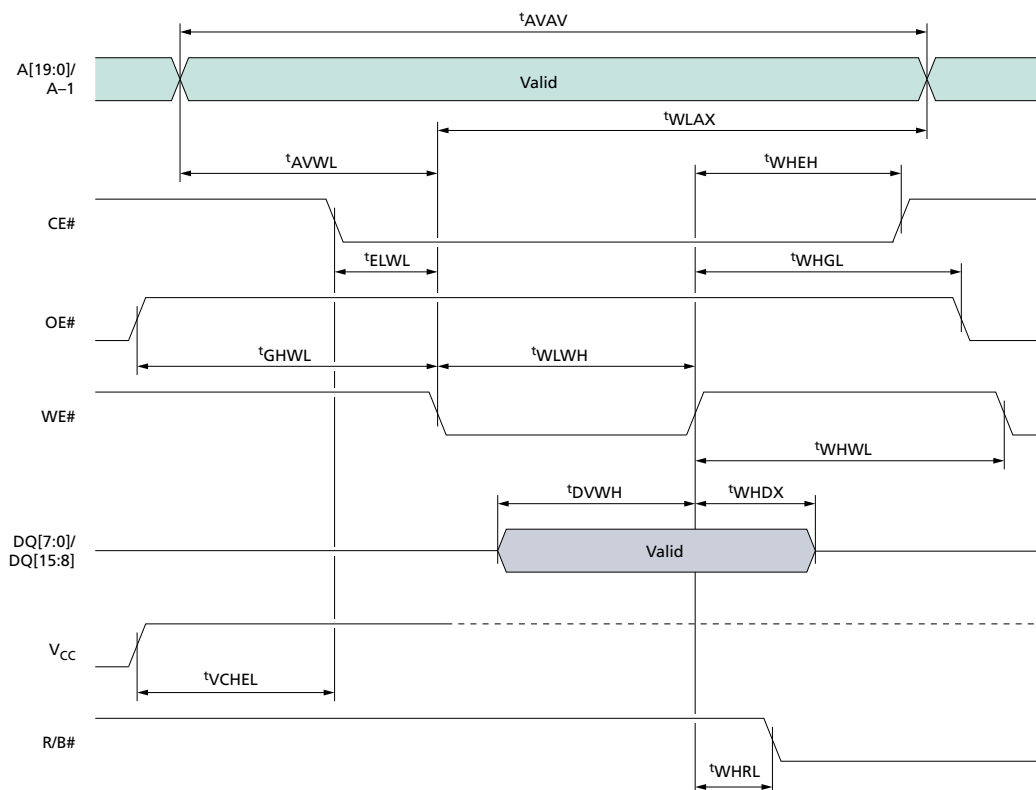 tAVAV
A[19:0]/
A–1
Valid
tWLAX
tAVWL
tWHEH
CE#
tELWL
tWHGL
OE#
tGHWL
tWLWH
WE#
tWHWL
tDVWH
tWHDX
DQ[7:0]/
DQ[15:8]
Valid
VCC
tVCHEL
R/B#
tWHRL